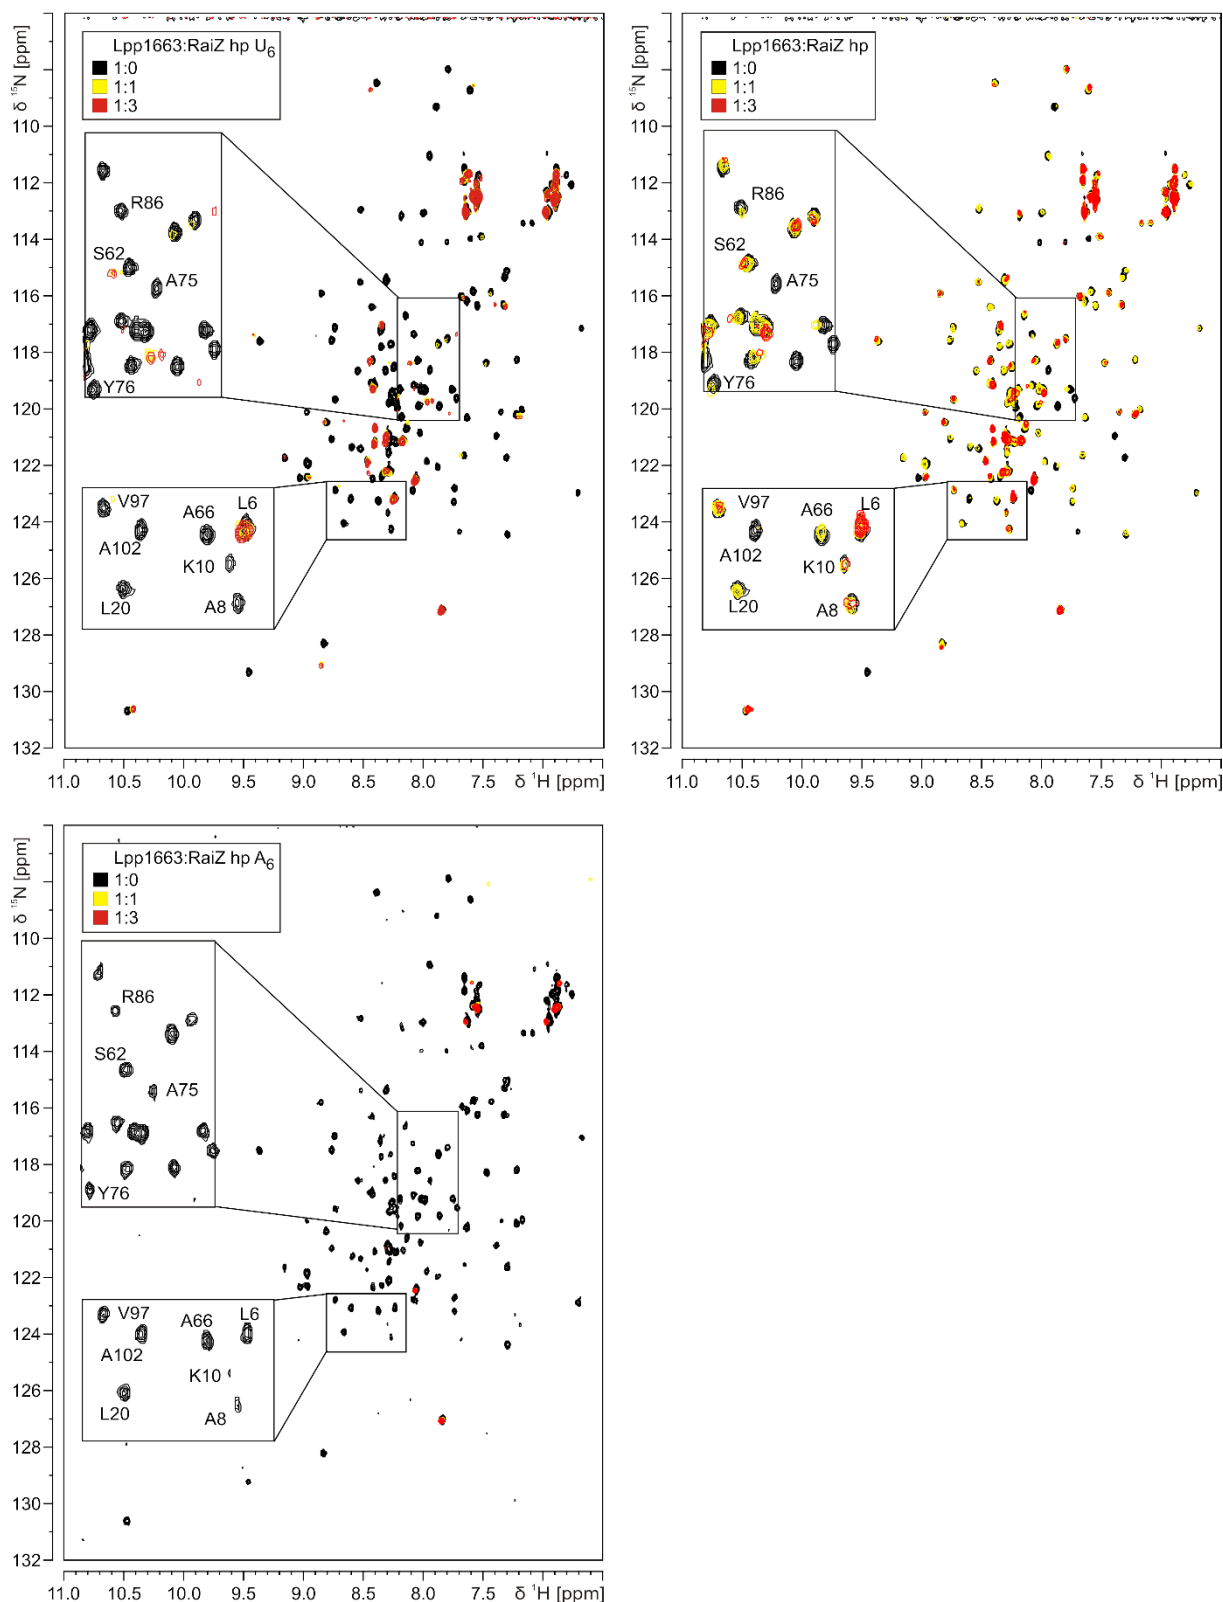 Lpp1663:RaiZ hp U6
1:0
1:1
1:3
R86
S62
A75
Y76
V97
A66
L6
A102
K10
L20
A8
δ 15N [ppm]
110
112
114
116
118
120
122
124
126
128
130
132
11.0
10.5
10.0
9.5
9.0
8.5
8.0
7.5
δ 1H [ppm]
Lpp1663:RaiZ hp
1:0
1:1
1:3
R86
S62
A75
Y76
V97
A66
L6
A102
K10
L20
A8
δ 15N [ppm]
110
112
114
116
118
120
122
124
126
128
130
132
11.0
10.5
10.0
9.5
9.0
8.5
8.0
7.5
δ 1H [ppm]
Lpp1663:RaiZ hp A6
1:0
1:1
1:3
R86
S62
A75
Y76
V97
A66
L6
A102
K10
L20
A8
δ 15N [ppm]
110
112
114
116
118
120
122
124
126
128
130
132
11.0
10.5
10.0
9.5
9.0
8.5
8.0
7.5
δ 1H [ppm]